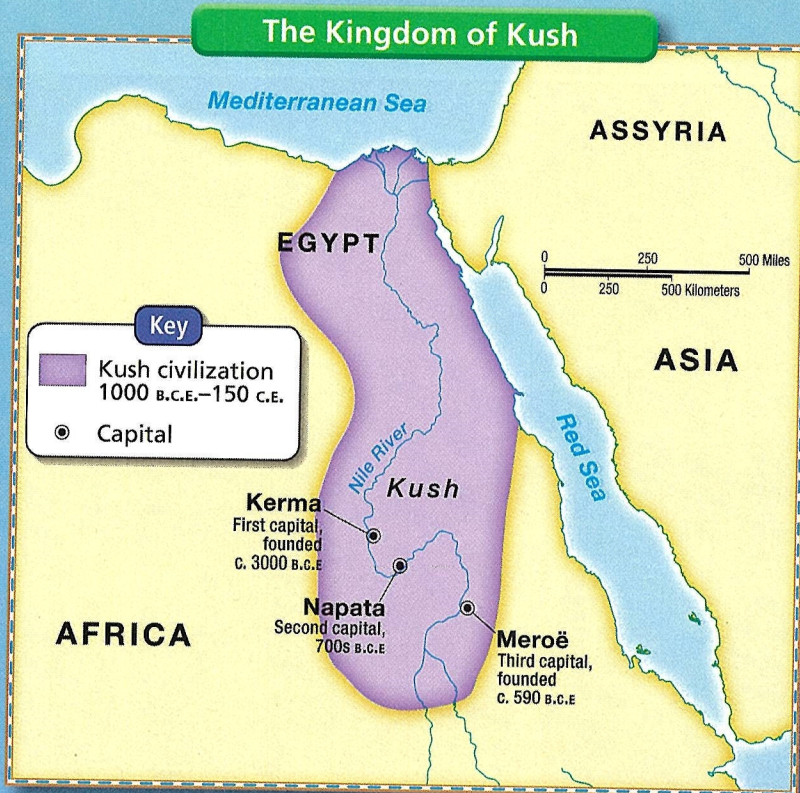 The Kingdom of Kush
Mediterranean Sea
ASSYRIA
EGYPT
0 250 500 Miles
0 250 500 Kilometers
Key
Kush civilization
1000 B.C.E.–150 C.E.
Capital
ASIA
Red Sea
Nile River
Kush
Kerma
First capital,
founded
c. 3000 B.C.E
Napata
Second capital,
700s B.C.E
Meroë
Third capital,
founded
c. 590 B.C.E
AFRICA